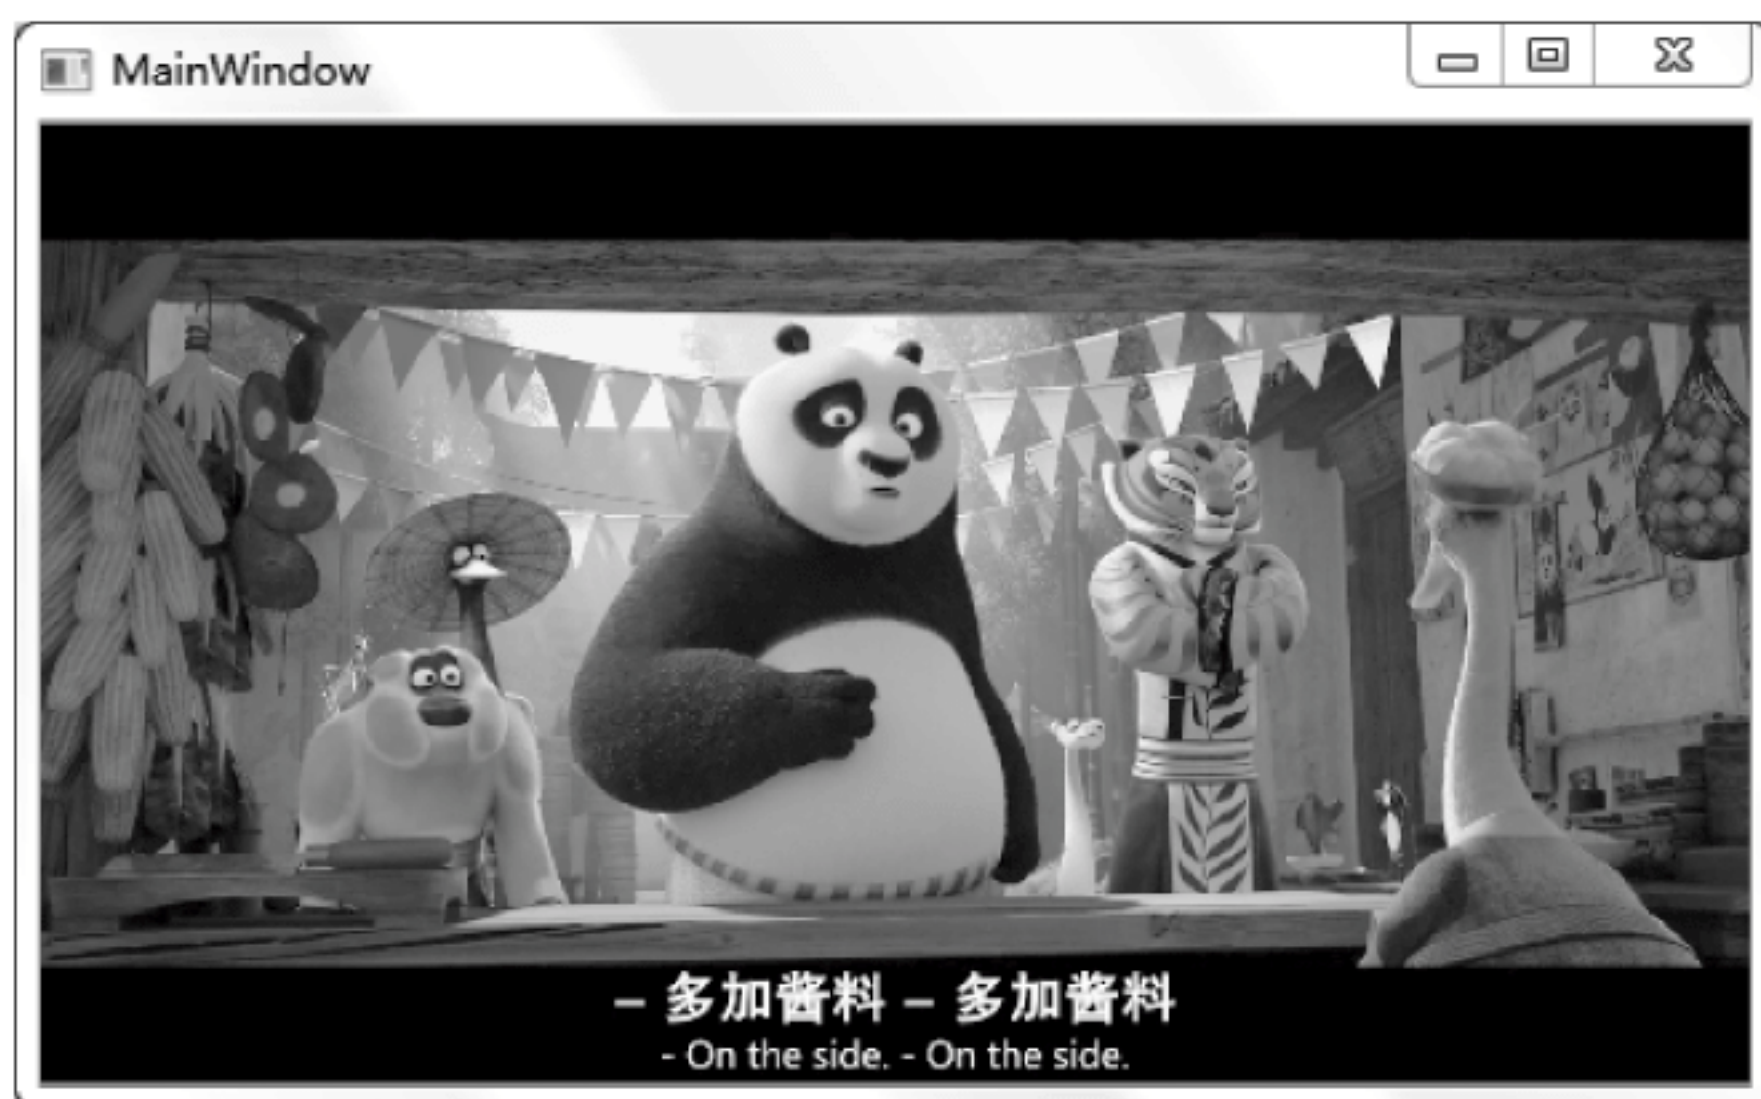 MainWindow
– 多加酱料 – 多加酱料
- On the side. - On the side.